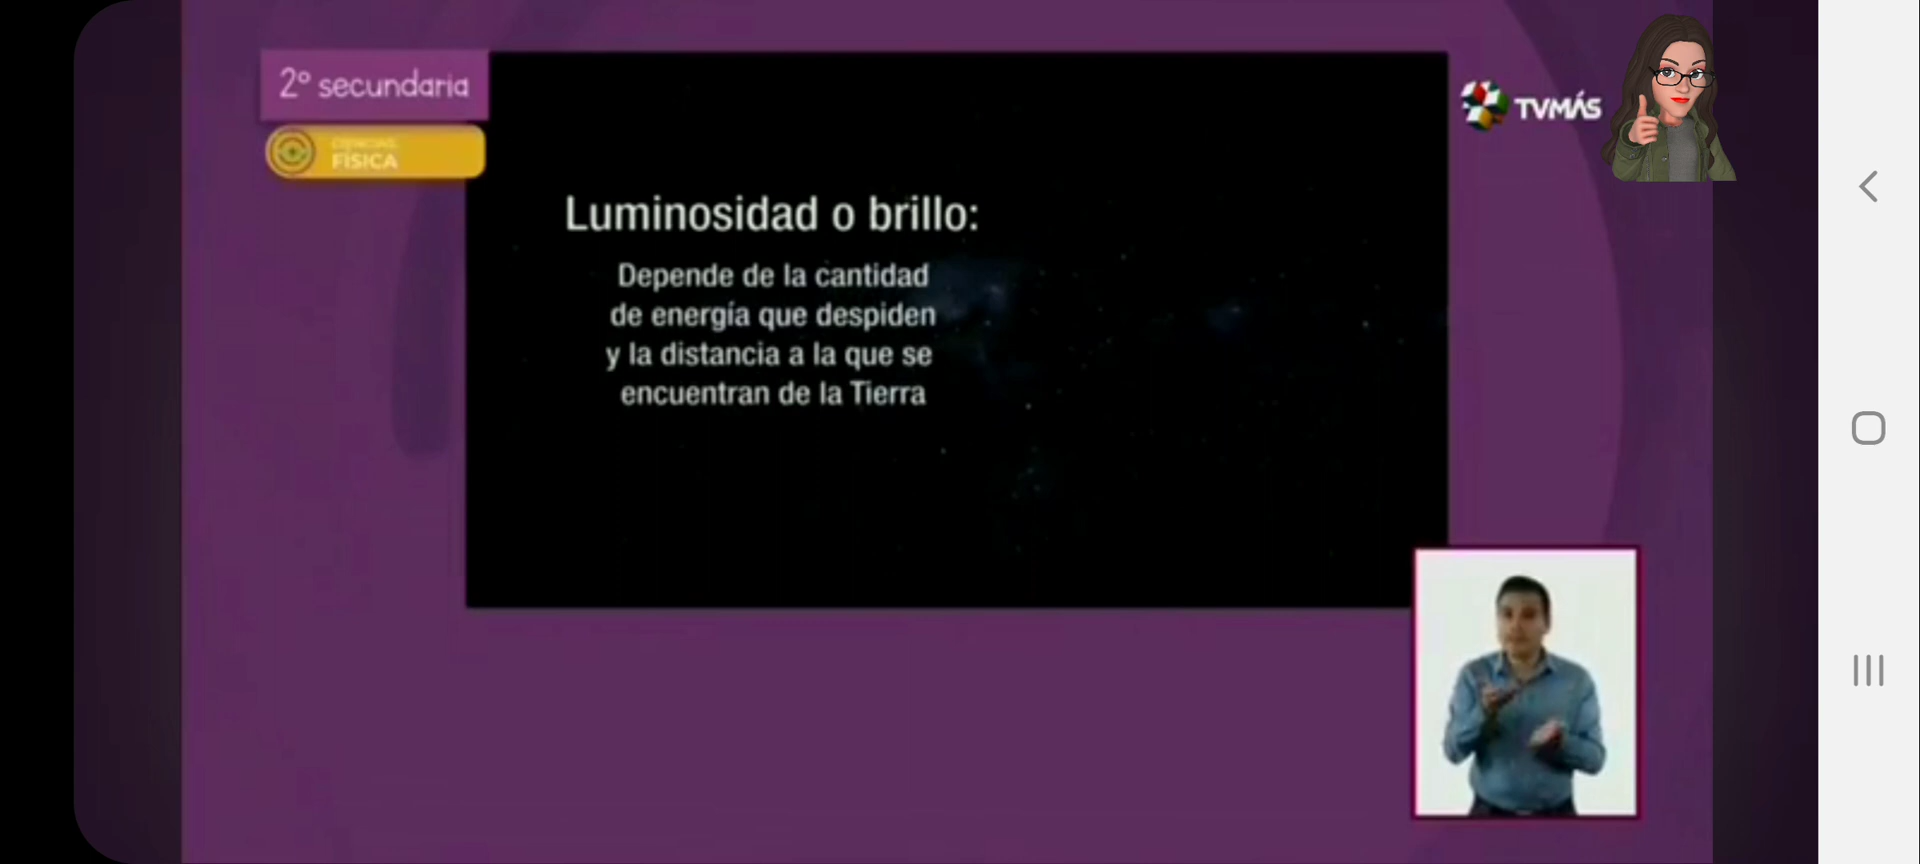 2° secundaria
CIENCIAS.
FÍSICA
TVMÁS
Luminosidad o brillo:
Depende de la cantidad
de energía que despiden
y la distancia a la que se
encuentran de la Tierra